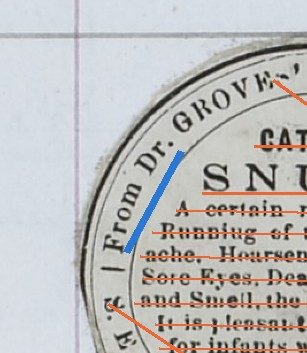 From Dr. GROVE
CAT
SNU
A certain
Running of
ache, Hoarsen
Sore Eyes, Dea
and Smell, the
It is pleasant
for infants